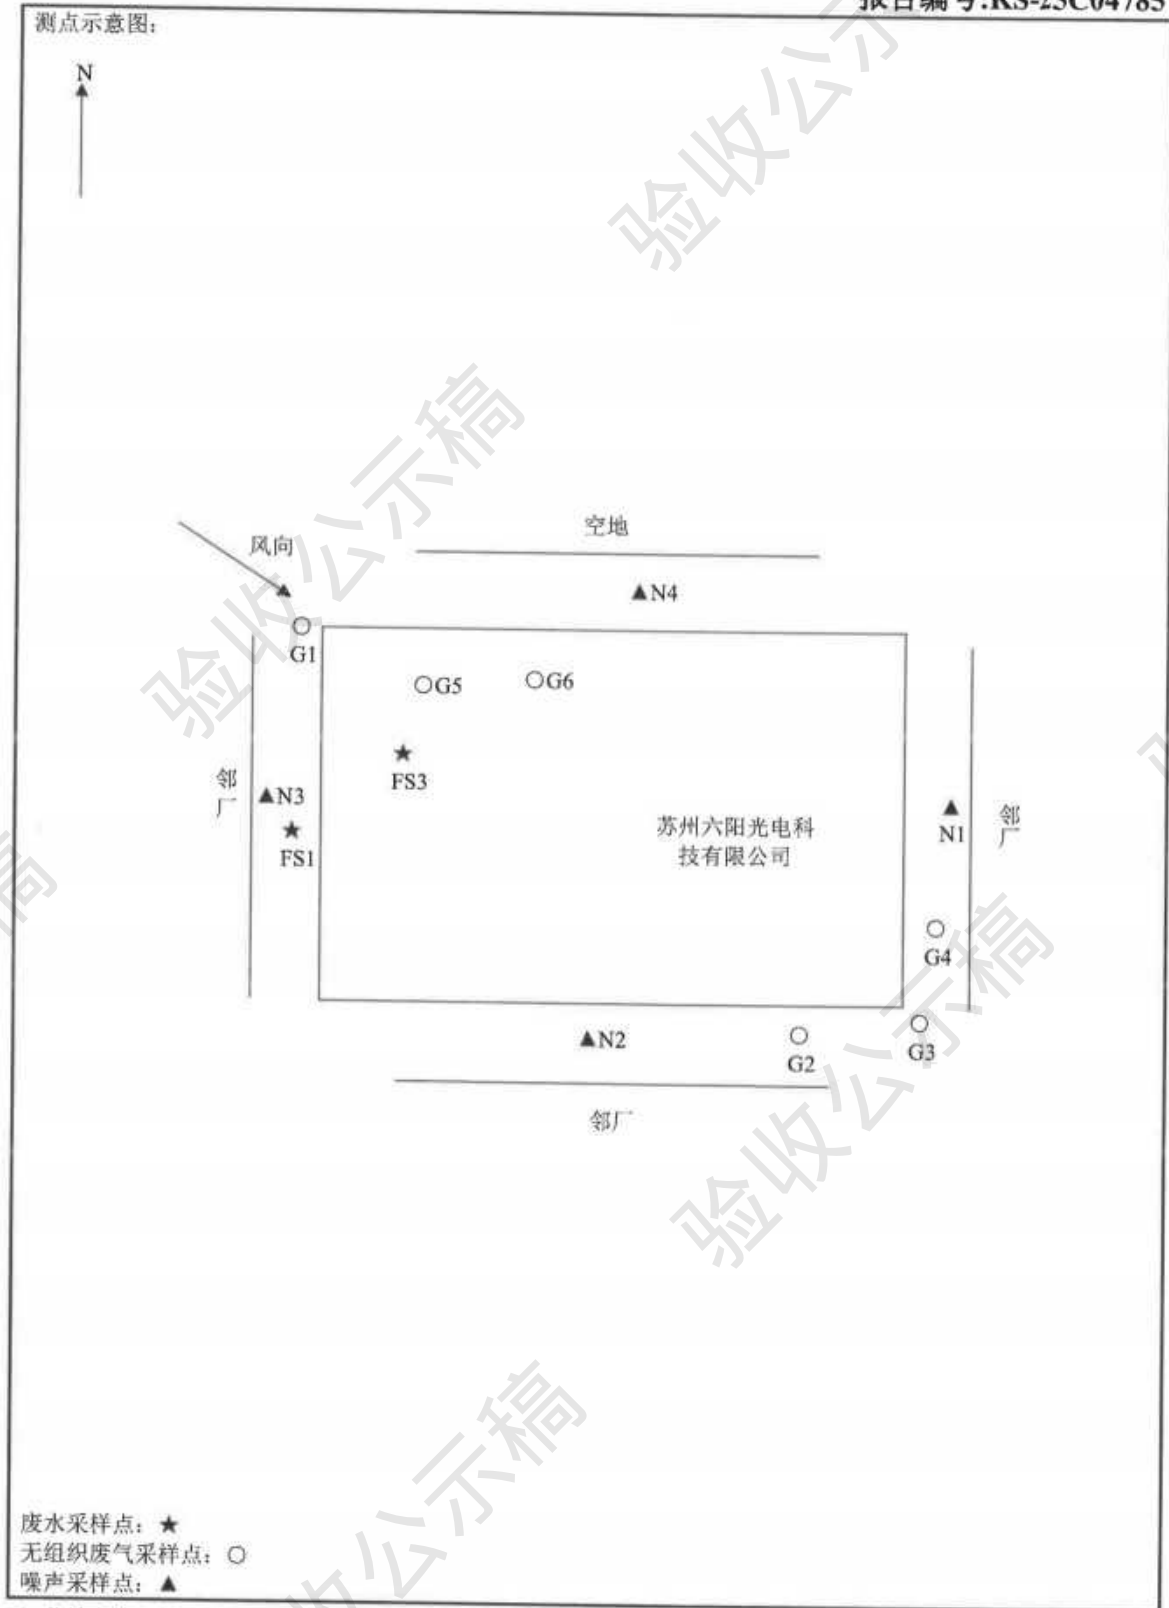 报告编号:KS-23C04785
测点示意图：
N
空地
风向
▲N4
G1
○G5
○G6
★
FS3
邻厂
▲N3
★
FS1
苏州六阳光电科
技有限公司
▲
N1
邻厂
G4
▲N2
G2
G3
邻厂
废水采样点：★
无组织废气采样点：○
噪声采样点：▲
验收公示稿
验收公示稿
验收公示稿
验收公示稿